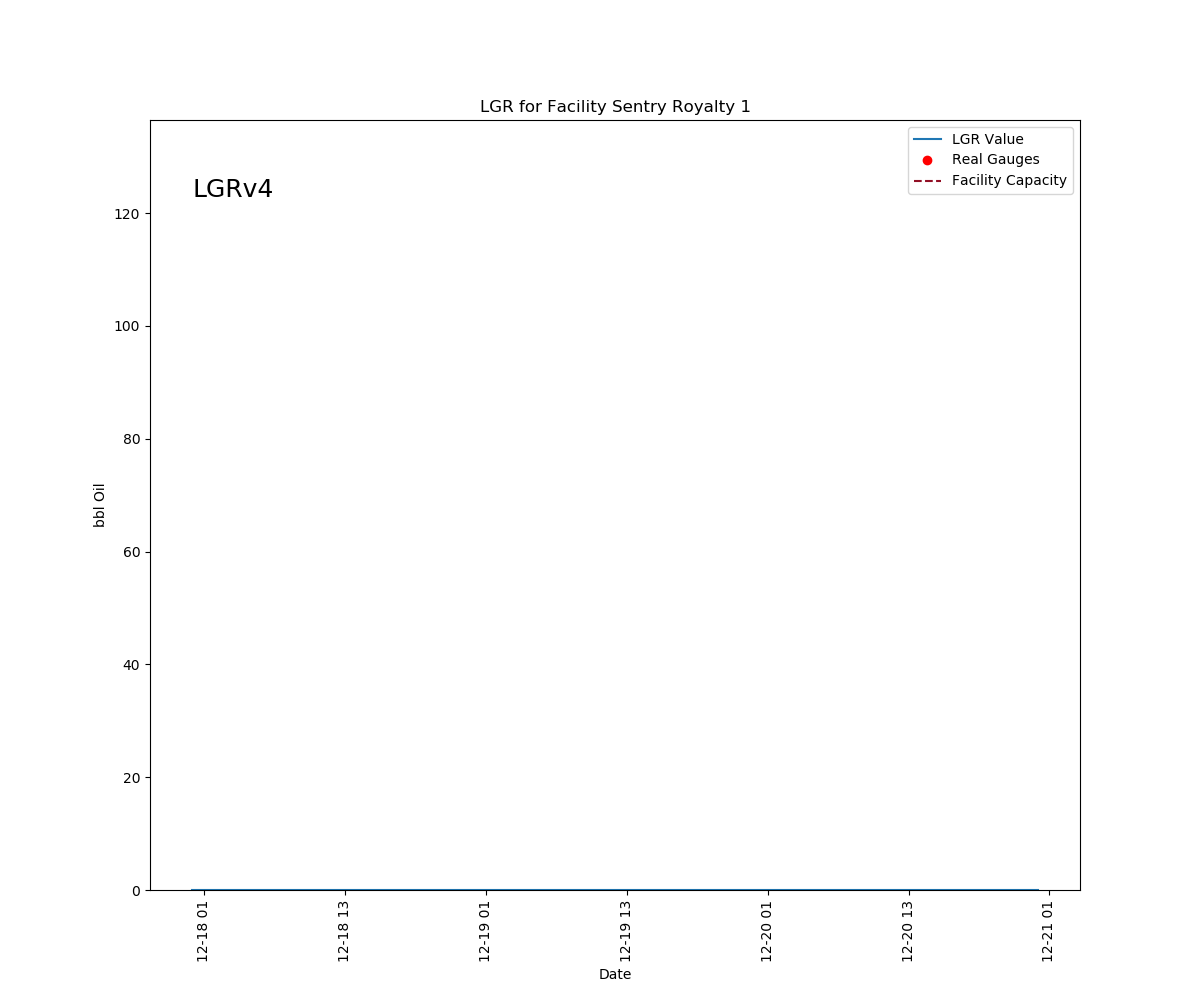 LGR for Facility Sentry Royalty 1
LGR Value
Real Gauges
Facility Capacity
LGRv4
120
100
80
60
40
20
0
bbl Oil
12-18 01
12-18 13
12-19 01
12-19 13
12-20 01
12-20 13
12-21 01
Date